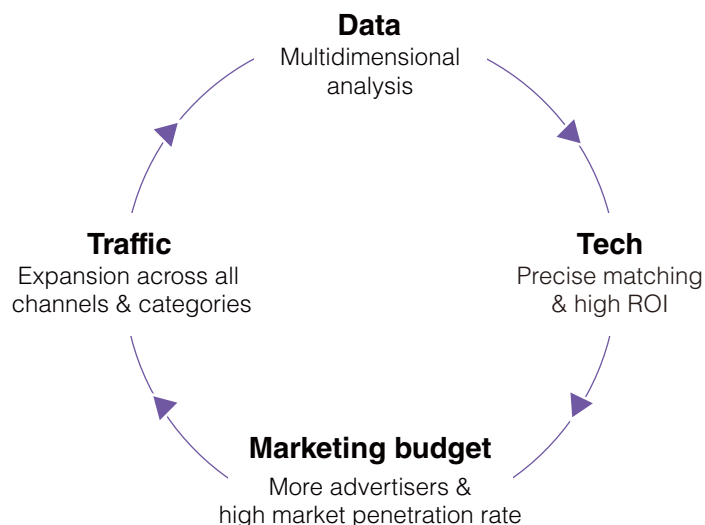 Data
Multidimensional
analysis
Traffic
Expansion across all
channels & categories
Tech
Precise matching
& high ROI
Marketing budget
More advertisers &
high market penetration rate